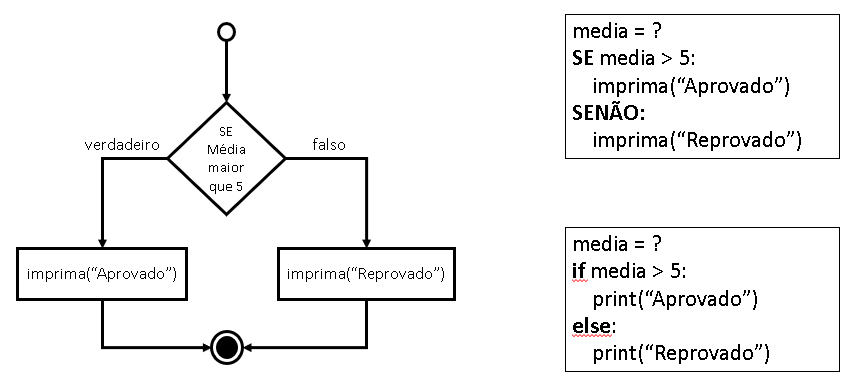 SE
Média
maior
que 5
verdadeiro
falso
imprima(“Aprovado”)
imprima(“Reprovado”)
media = ?
SE media > 5:
imprima(“Aprovado”)
SENÃO:
imprima(“Reprovado”)
media = ?
if media > 5:
print(“Aprovado”)
else:
print(“Reprovado”)